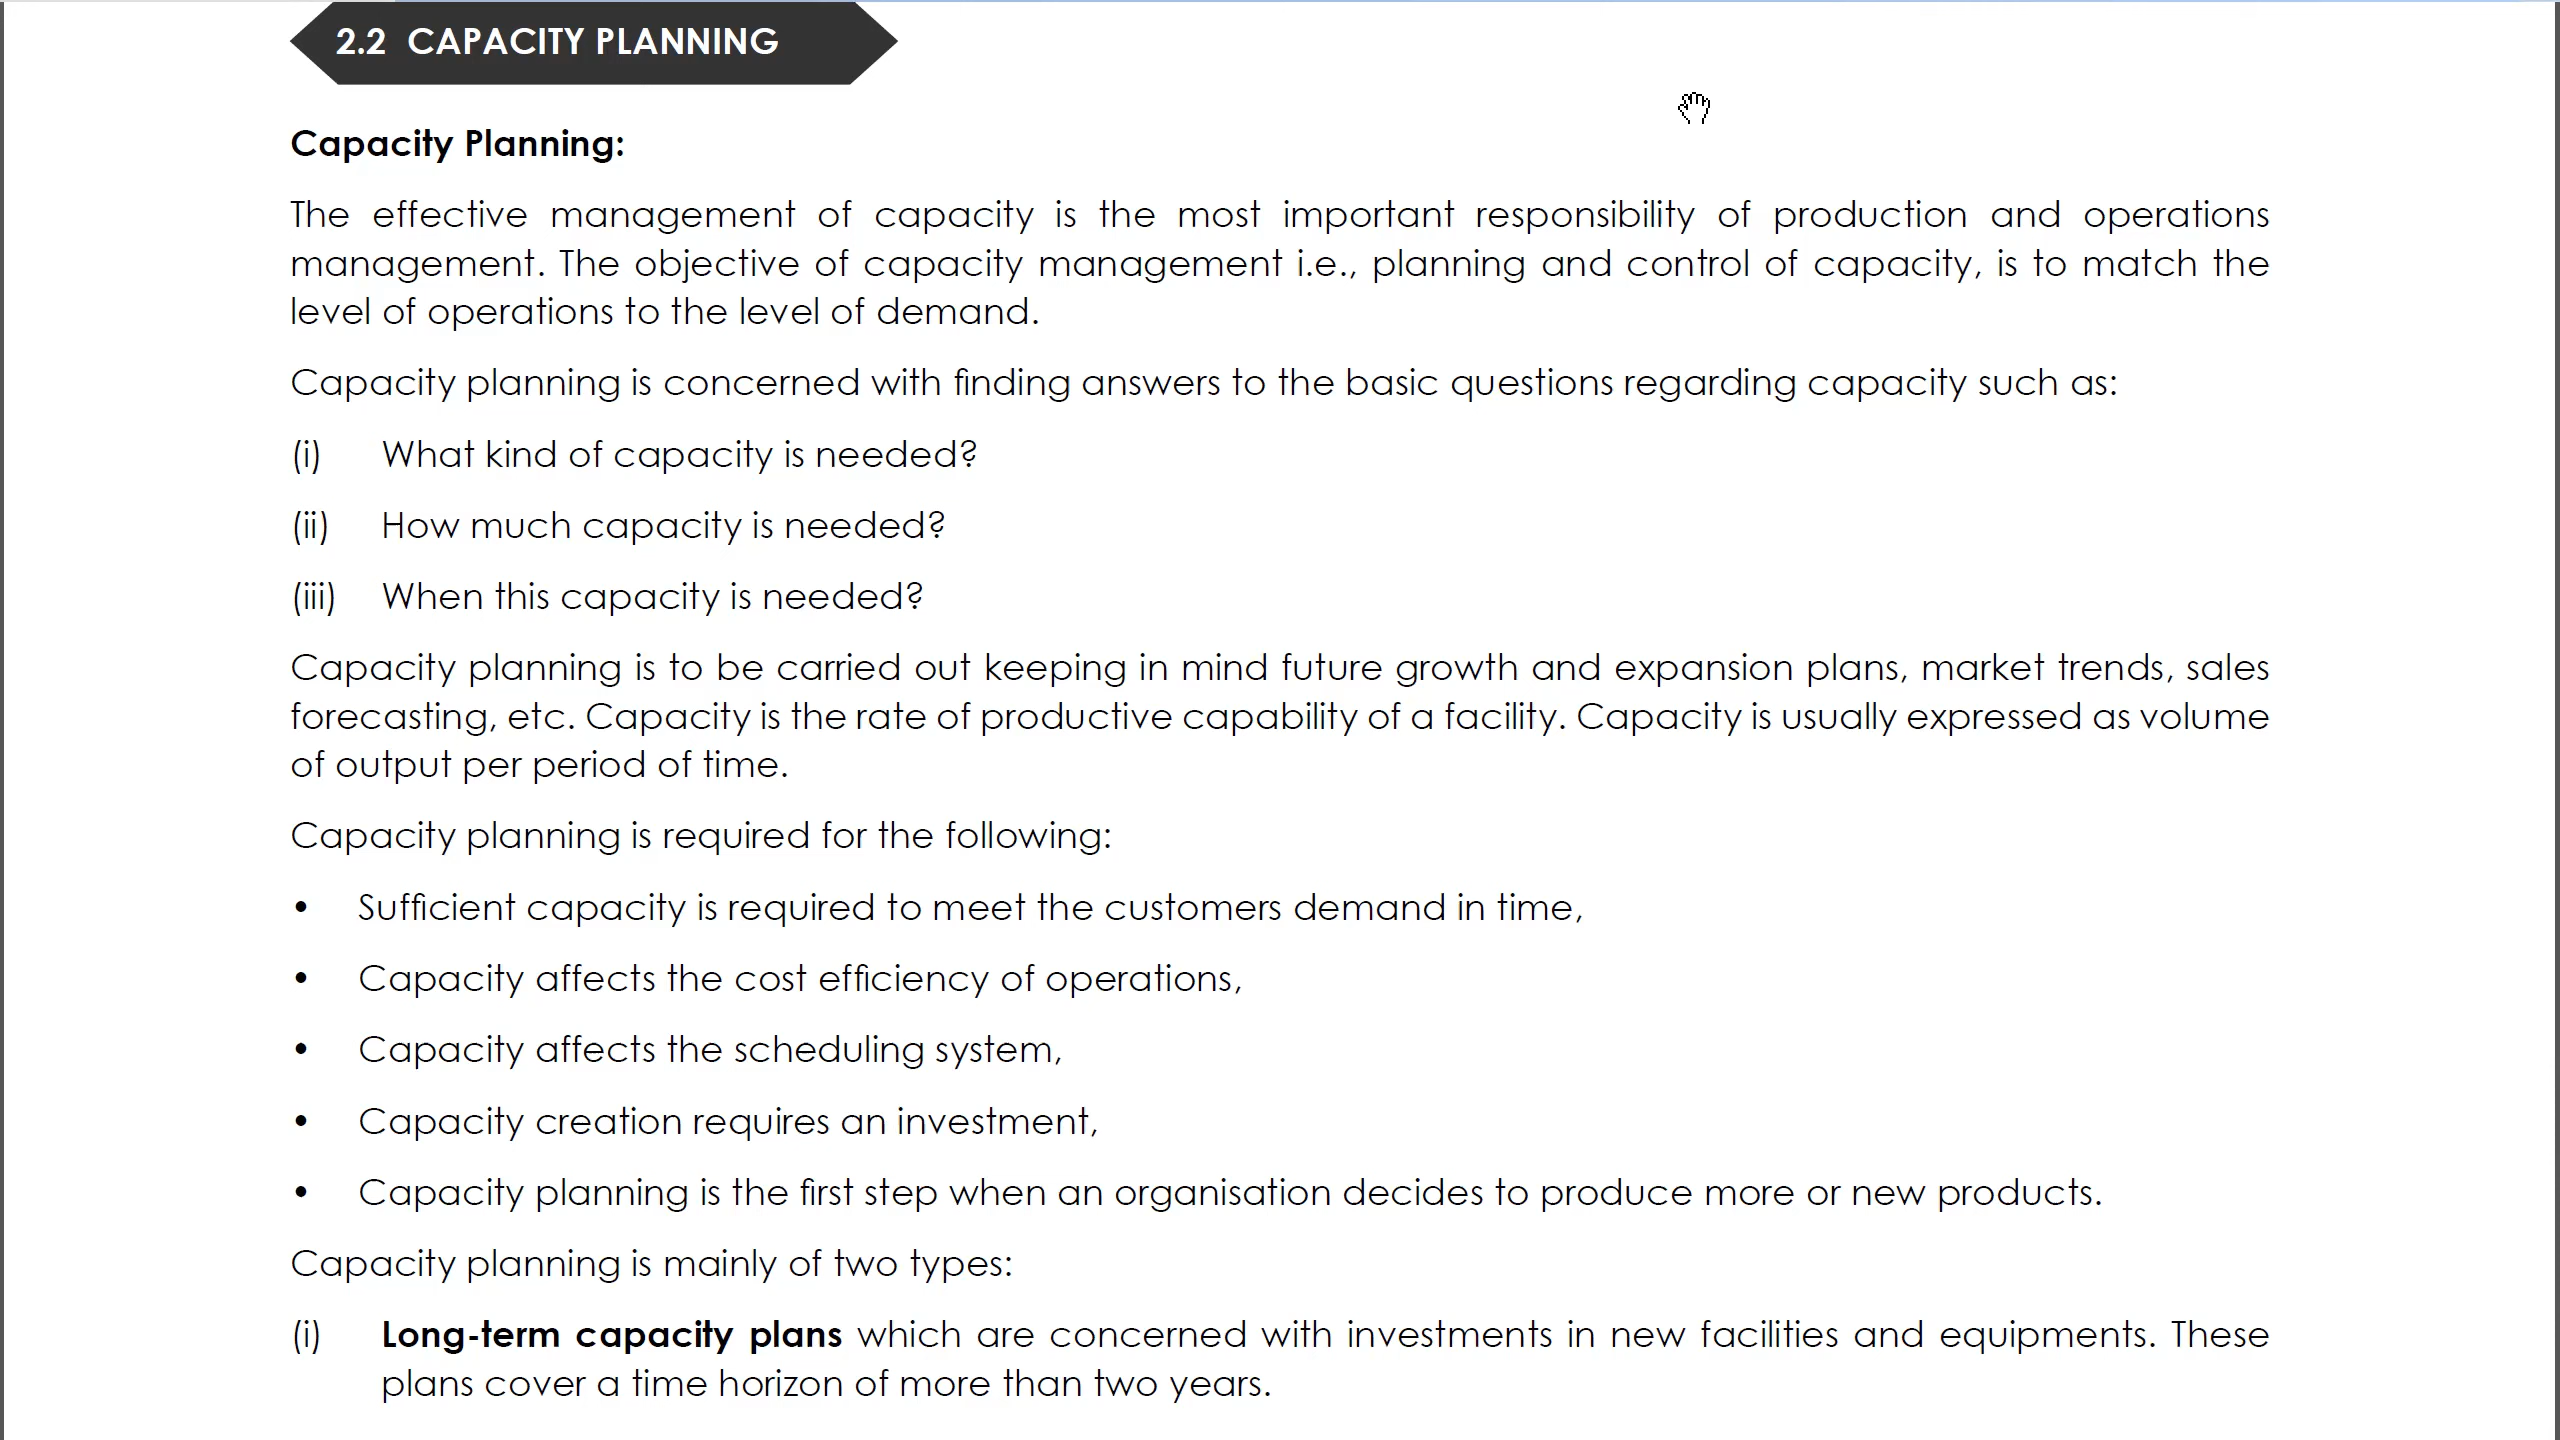 2.2 CAPACITY PLANNING
Capacity Planning:
The effective management of capacity is the most important responsibility of production and operations
management. The objective of capacity management i.e., planning and control of capacity, is to match the
level of operations to the level of demand.
Capacity planning is concerned with finding answers to the basic questions regarding capacity such as:
(i) What kind of capacity is needed?
(ii) How much capacity is needed?
(iii) When this capacity is needed?
Capacity planning is to be carried out keeping in mind future growth and expansion plans, market trends, sales
forecasting, etc. Capacity is the rate of productive capability of a facility. Capacity is usually expressed as volume
of output per period of time.
Capacity planning is required for the following:
• Sufficient capacity is required to meet the customers demand in time,
• Capacity affects the cost efficiency of operations,
• Capacity affects the scheduling system,
• Capacity creation requires an investment,
• Capacity planning is the first step when an organisation decides to produce more or new products.
Capacity planning is mainly of two types:
(i) Long-term capacity plans which are concerned with investments in new facilities and equipments. These
plans cover a time horizon of more than two years.